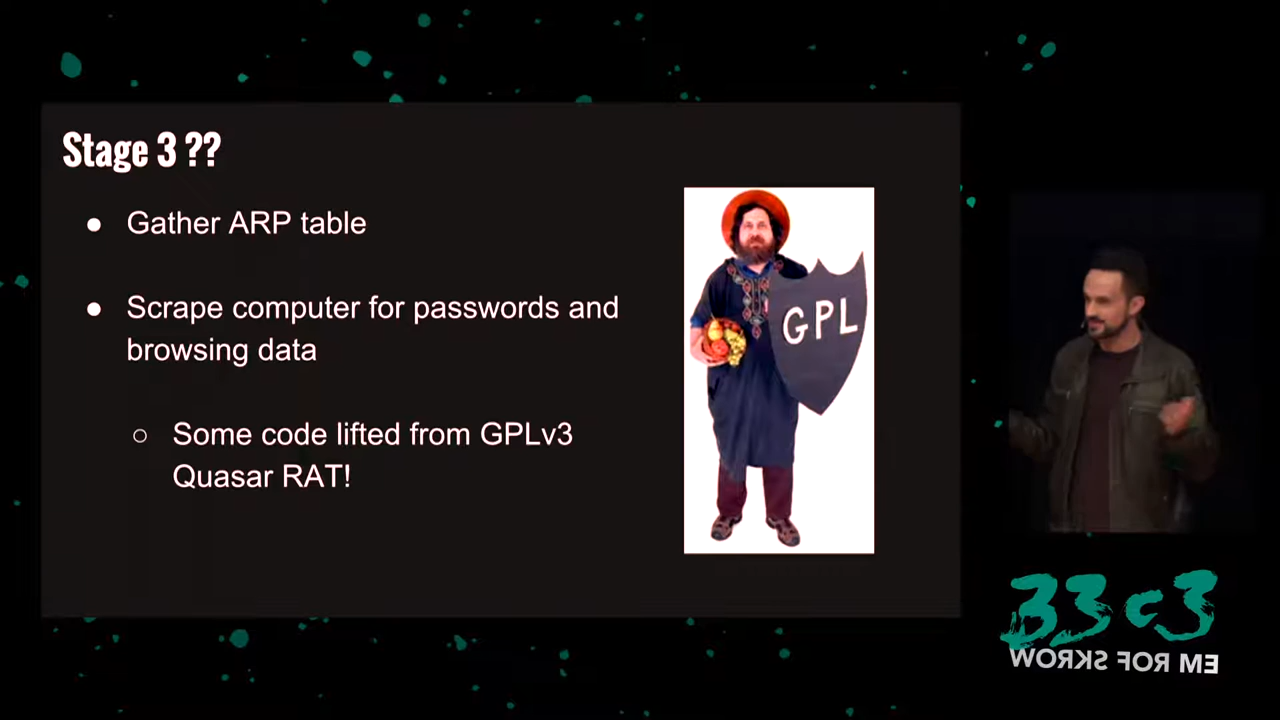 Stage 3 ??
● Gather ARP table
● Scrape computer for passwords and
browsing data
○ Some code lifted from GPLv3
Quasar RAT!
GPL
33c3
WORKS FOR ME